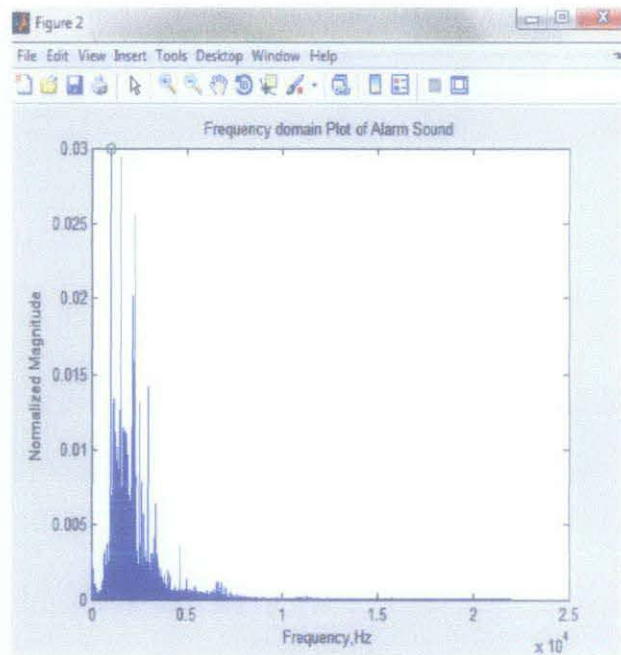 Figure 2
File Edit View Insert Tools Desktop Window Help
Frequency domain Plot of Alarm Sound
0.03
0.025
0.02
0.015
0.01
0.005
0
Normalized Magnitude
0 0.5 1 1.5 2 2.5
Frequency,Hz
x 10^4